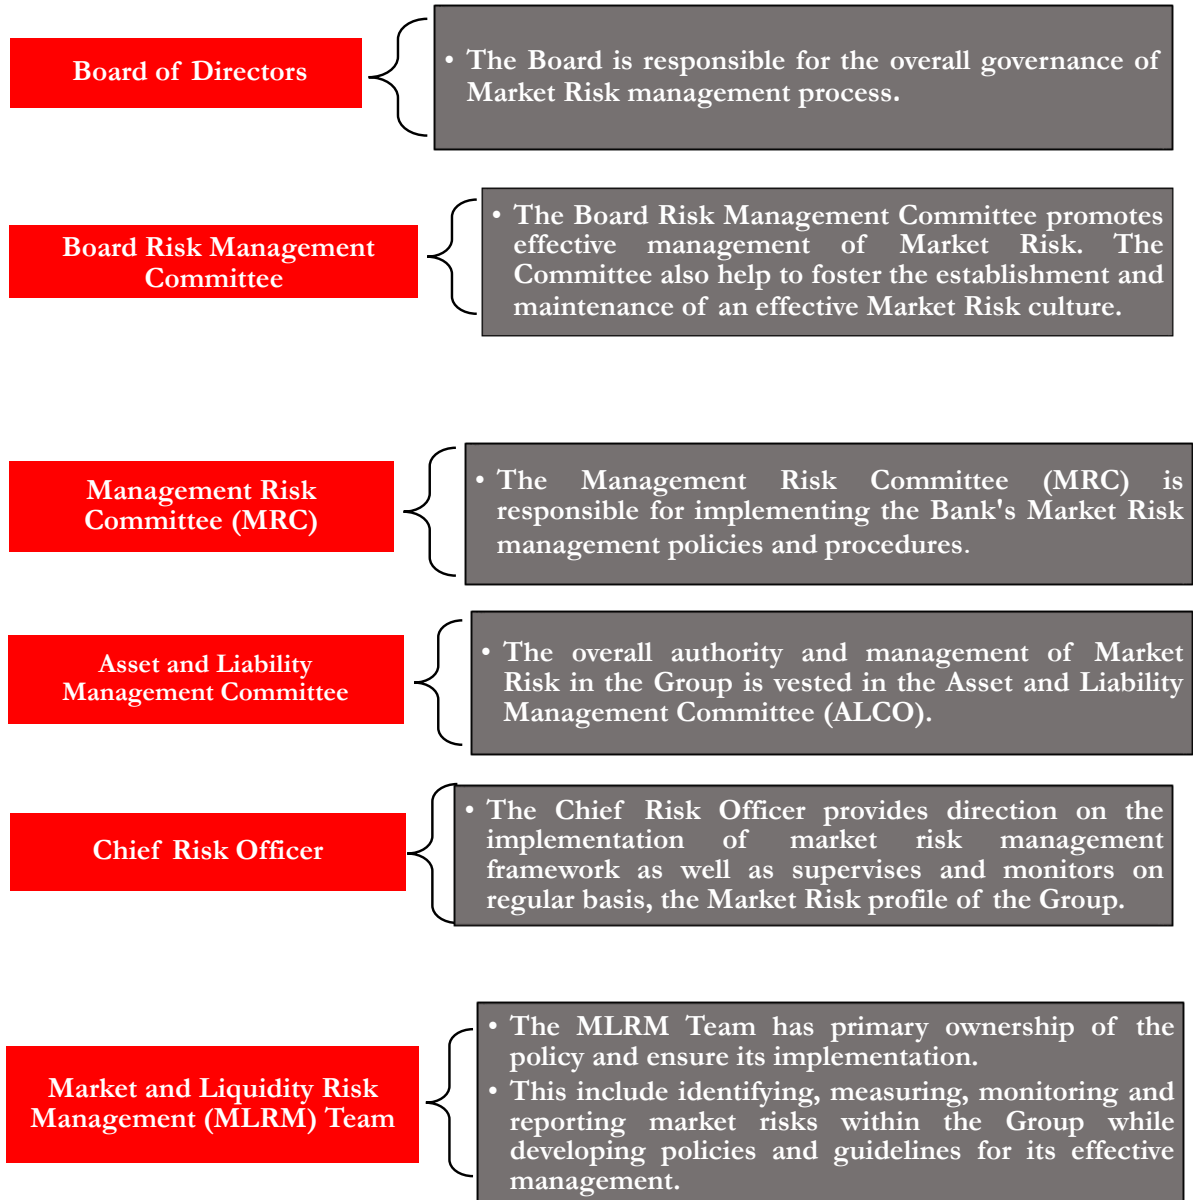 Board of Directors
• The Board is responsible for the overall governance of
Market Risk management process.
Board Risk Management
Committee
• The Board Risk Management Committee promotes
effective management of Market Risk. The
Committee also help to foster the establishment and
maintenance of an effective Market Risk culture.
Management Risk
Committee (MRC)
• The Management Risk Committee (MRC) is
responsible for implementing the Bank's Market Risk
management policies and procedures.
Asset and Liability
Management Committee
• The overall authority and management of Market
Risk in the Group is vested in the Asset and Liability
Management Committee (ALCO).
Chief Risk Officer
• The Chief Risk Officer provides direction on the
implementation of market risk management
framework as well as supervises and monitors on
regular basis, the Market Risk profile of the Group.
Market and Liquidity Risk
Management (MLRM) Team
• The MLRM Team has primary ownership of the
policy and ensure its implementation.
• This include identifying, measuring, monitoring and
reporting market risks within the Group while
developing policies and guidelines for its effective
management.